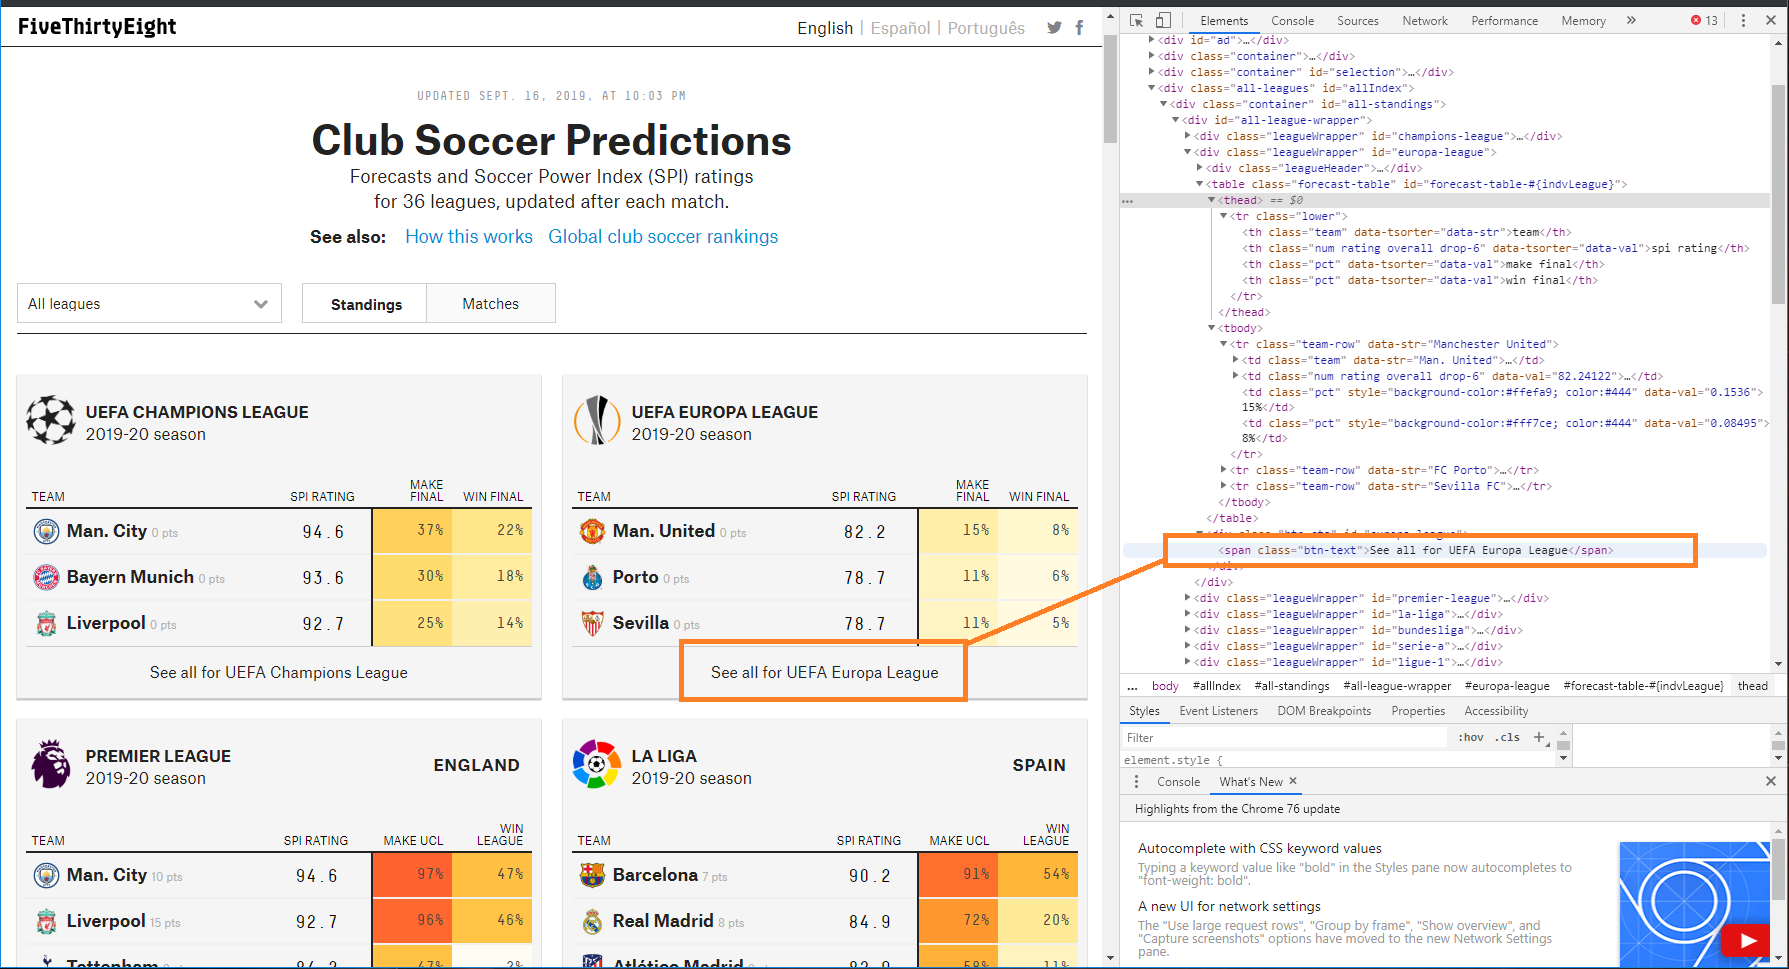 FiveThirtyEight
English | Español | Português
UPDATED SEPT. 16, 2019, AT 10:03 PM
Club Soccer Predictions
Forecasts and Soccer Power Index (SPI) ratings
for 36 leagues, updated after each match.
See also: How this works Global club soccer rankings
All leagues
Standings Matches
UEFA CHAMPIONS LEAGUE
2019-20 season
TEAM SPI RATING MAKE FINAL WIN FINAL
Man. City 0 pts 94.6 37% 22%
Bayern Munich 0 pts 93.6 30% 18%
Liverpool 0 pts 92.7 25% 14%
See all for UEFA Champions League
UEFA EUROPA LEAGUE
2019-20 season
TEAM SPI RATING MAKE FINAL WIN FINAL
Man. United 0 pts 82.2 15% 8%
Porto 0 pts 78.7 11% 6%
Sevilla 0 pts 78.7 11% 5%
See all for UEFA Europa League
PREMIER LEAGUE ENGLAND
2019-20 season
TEAM SPI RATING MAKE UCL WIN LEAGUE
Man. City 10 pts 94.6 97% 47%
Liverpool 15 pts 92.7 96% 46%
Tottenham
LA LIGA SPAIN
2019-20 season
TEAM SPI RATING MAKE UCL WIN LEAGUE
Barcelona 7 pts 90.2 91% 54%
Real Madrid 8 pts 84.9 72% 20%
Atlético Madrid
Elements Console Sources Network Performance Memory » 13
<div id="ad">…</div>
<div class="container">…</div>
<div class="container" id="selection">…</div>
<div class="all-leagues" id="allIndex">
<div class="container" id="all-standings">
<div id="all-league-wrapper">
<div class="leagueWrapper" id="champions-league">…</div>
<div class="leagueWrapper" id="europa-league">
<div class="leagueHeader">…</div>
<table class="forecast-table" id="forecast-table-#{indvLeague}">
… <thead> == $0
<tr class="lower">
<th class="team" data-tsorter="data-str">team</th>
<th class="num rating overall drop-6" data-tsorter="data-val">spi rating</th>
<th class="pct" data-tsorter="data-val">make final</th>
<th class="pct" data-tsorter="data-val">win final</th>
</tr>
</thead>
<tbody>
<tr class="team-row" data-str="Manchester United">
<td class="team" data-str="Man. United">…</td>
<td class="num rating overall drop-6" data-val="82.24122">…</td>
<td class="pct" style="background-color:#ffefa9; color:#444" data-val="0.1536">
15%</td>
<td class="pct" style="background-color:#fff7ce; color:#444" data-val="0.08495">
8%</td>
</tr>
<tr class="team-row" data-str="FC Porto">…</tr>
<tr class="team-row" data-str="Sevilla FC">…</tr>
</tbody>
</table>
<span class="btn-text">See all for UEFA Europa League</span>
</div>
</div>
<div class="leagueWrapper" id="premier-league">…</div>
<div class="leagueWrapper" id="la-liga">…</div>
<div class="leagueWrapper" id="bundesliga">…</div>
<div class="leagueWrapper" id="serie-a">…</div>
<div class="leagueWrapper" id="ligue-1">…</div>
… body #allIndex #all-standings #all-league-wrapper #europa-league #forecast-table-#{indvLeague} thead
Styles Event Listeners DOM Breakpoints Properties Accessibility
Filter :hov .cls +
element.style {
Console What's New ×
Highlights from the Chrome 76 update
Autocomplete with CSS keyword values
Typing a keyword value like "bold" in the Styles pane now autocompletes to
"font-weight: bold".
A new UI for network settings
The "Use large request rows", "Group by frame", "Show overview", and
"Capture screenshots" options have moved to the new Network Settings
pane.